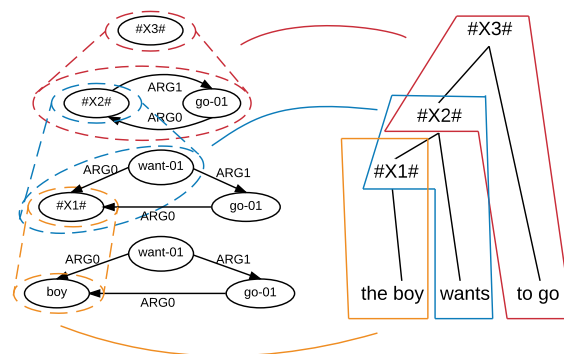 #X3#
#X2#
ARG1
go-01
ARG0
want-01
ARG0
ARG1
#X1#
go-01
ARG0
want-01
ARG0
ARG1
boy
go-01
ARG0
#X3#
#X2#
#X1#
the boy wants to go